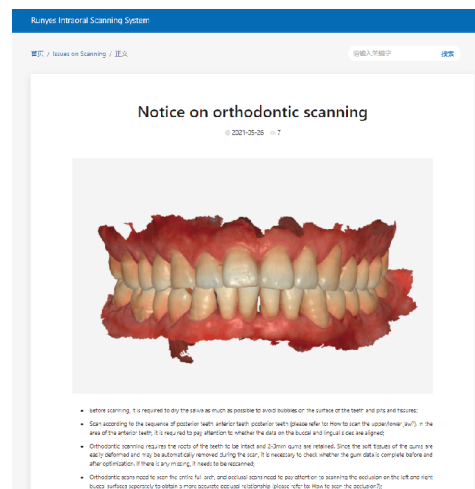 Runyes Intraoral Scanning System
首页 / Issues on Scanning / 正文
请输入关键字 搜索
Notice on orthodontic scanning
2021-05-26 7
Before scanning, it is required to dry the saliva as much as possible to avoid bubbles on the surface of the teeth and pits and fissures;
Scan according to the sequence of posterior teeth anterior teeth posterior teeth (please refer to: How to scan the upper/lower jaw"). In the
area of the anterior teeth, it is required to pay attention to whether the data on the buccal and lingual sides are aligned;
Orthodontic scanning requires the roots of the teeth to be intact and 2-3mm gums are retained. Since the soft tissues of the gums are
easily deformed and may be automatically removed during the scan, it is necessary to check whether the gum data is complete before and
after optimization. If there is any missing, it needs to be rescanned;
Orthodontic scans need to scan the entire full arch, and occlusal scans need to pay attention to scanning the occlusion on the left and right
buccal surfaces separately to obtain a more accurate occlusal relationship (please refer to: How to scan the occlusion?);